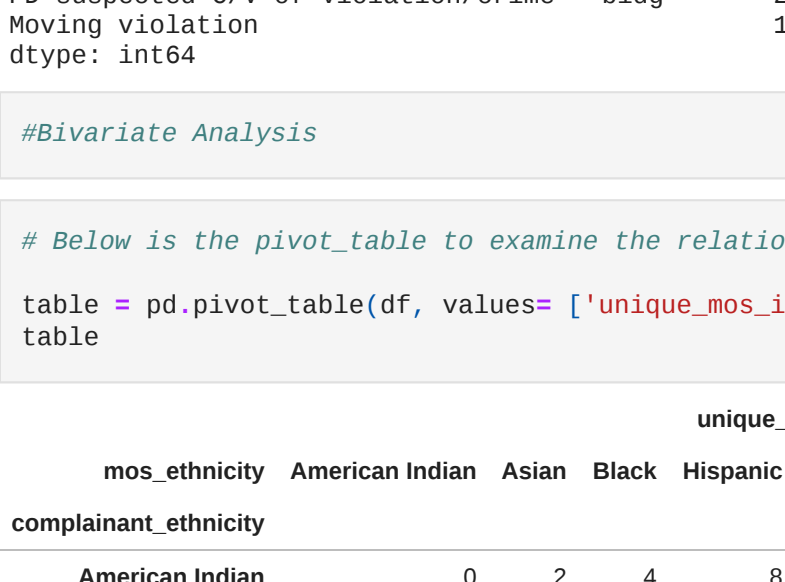 Moving violation 1
dtype: int64
#Bivariate Analysis
# Below is the pivot_table to examine the relatio
table = pd.pivot_table(df, values= ['unique_mos_i
table
unique_
mos_ethnicity American Indian Asian Black Hispanic
complainant_ethnicity
American Indian 0 2 4 8